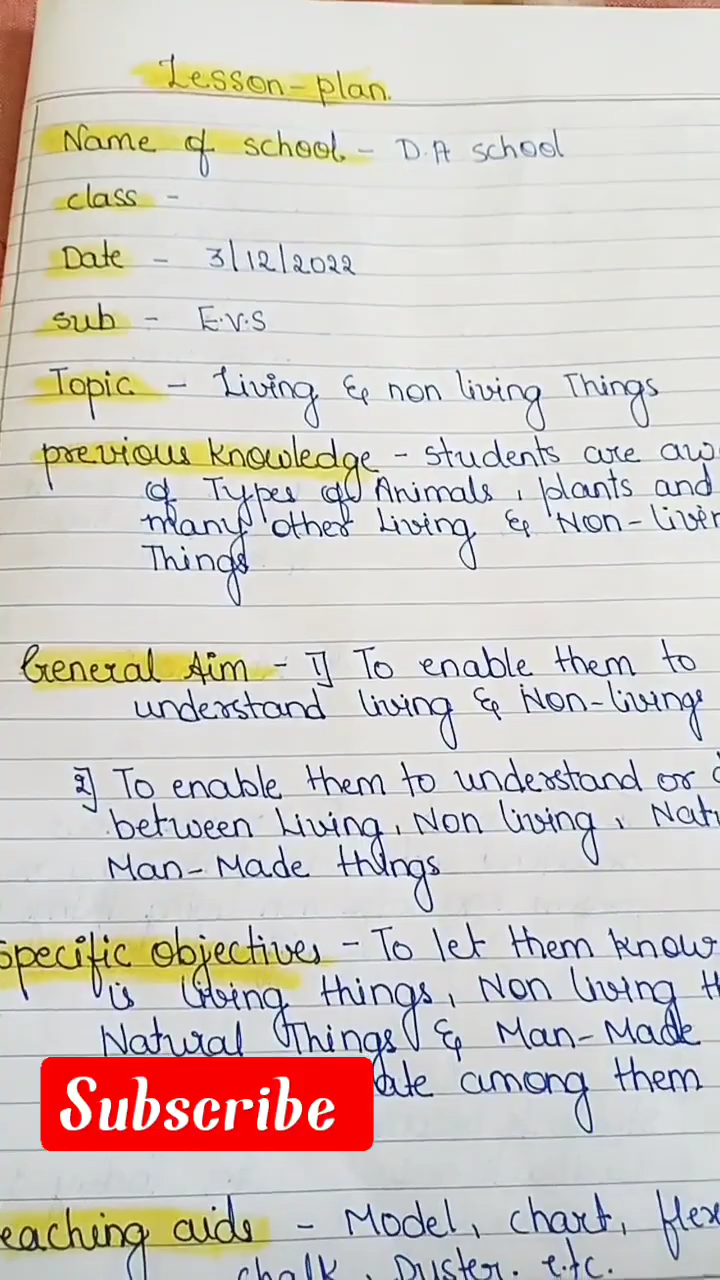 Lesson-plan.
Name of school - D.A school
class -
Date - 3/12/2022
sub - E.V.S
Topic - Living & non living Things
previous knowledge - students are aw
of Types of Animals, plants and
many other Living & Non-livin
Things
General Aim - 1] To enable them to
understand living & Non-livings
2] To enable them to understand or
between Living, Non living, Nat
Man-Made things
specific objectives - To let them know
is living things, Non living
Natural Things & Man-Made
ate among them
Subscribe
eaching aids - Model, chart, flex
chalk, Duster. etc.